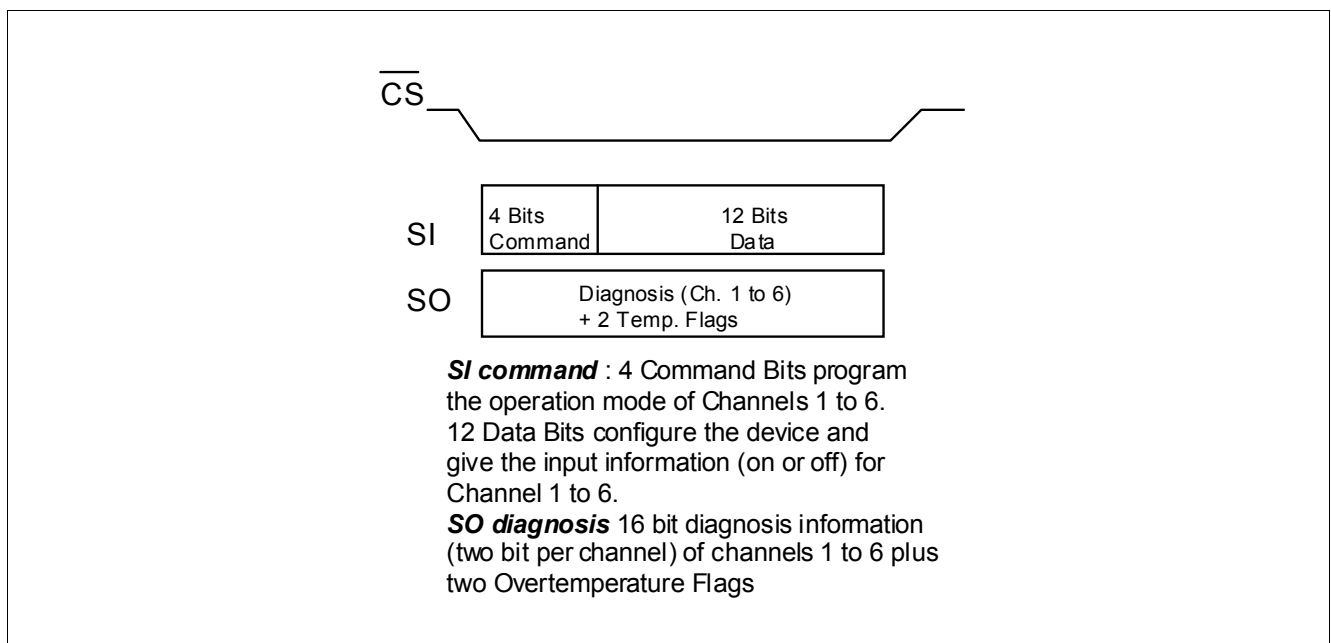 CS
SI
4 Bits
Command
12 Bits
Data
SO
Diagnosis (Ch. 1 to 6)
+ 2 Temp. Flags
SI command : 4 Command Bits program
the operation mode of Channels 1 to 6.
12 Data Bits configure the device and
give the input information (on or off) for
Channel 1 to 6.
SO diagnosis 16 bit diagnosis information
(two bit per channel) of channels 1 to 6 plus
two Overtemperature Flags